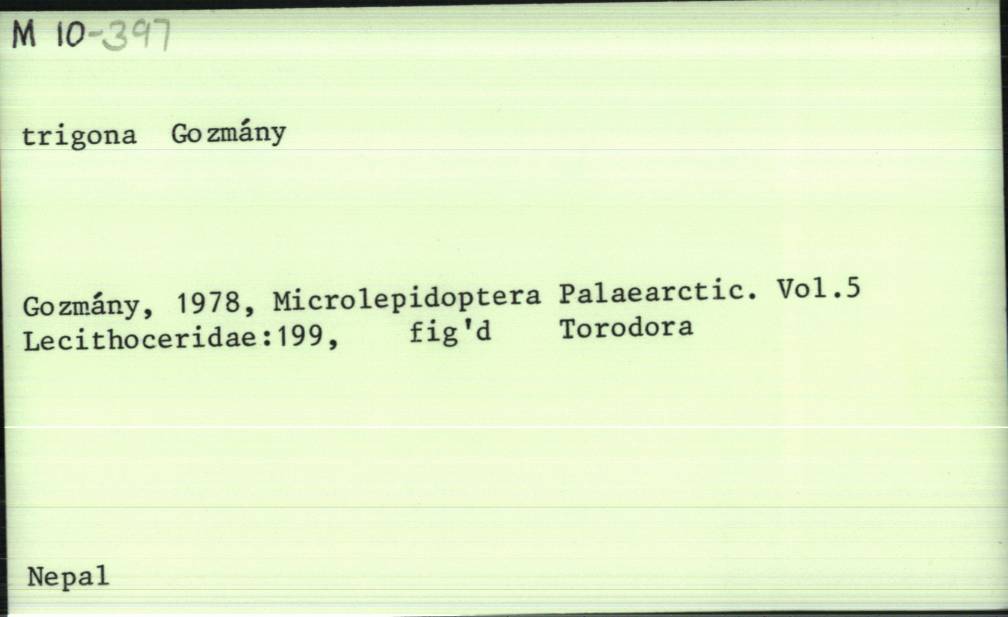 M 10-397
trigona Gozmány
Gozmány, 1978, Microlepidoptera Palaearctic. Vol.5
Lecithoceridae:199, fig'd Torodora
Nepal